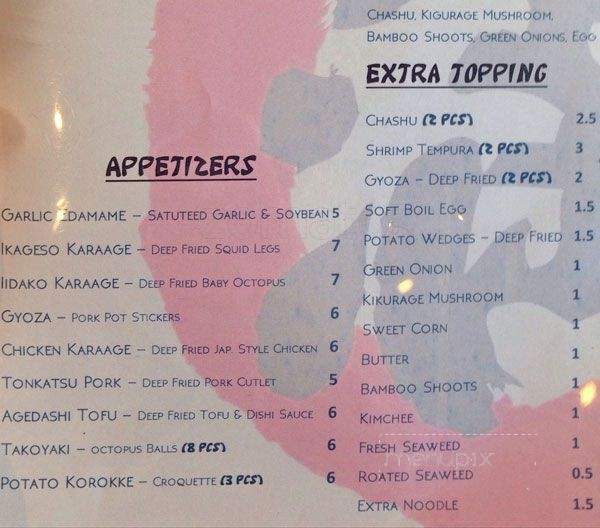 APPETIZERS
GARLIC EDAMAME – SATUTEED GARLIC & SOYBEAN 5
IKAGESO KARAAGE – DEEP FRIED SQUID LEGS 7
IIDAKO KARAAGE – DEEP FRIED BABY OCTOPUS 7
GYOZA – PORK POT STICKERS 6
CHICKEN KARAAGE – DEEP FRIED JAP. STYLE CHICKEN 6
TONKATSU PORK – DEEP FRIED PORK CUTLET 5
AGEDASHI TOFU – DEEP FRIED TOFU & DISHI SAUCE 6
TAKOYAKI – OCTOPUS BALLS (8 PCS) 6
POTATO KOROKKE – CROQUETTE (3 PCS) 6
CHASHU, KIGURAGE MUSHROOM,
BAMBOO SHOOTS, GREEN ONIONS, EGG
EXTRA TOPPING
CHASHU (2 PCS) 2.5
SHRIMP TEMPURA (2 PCS) 3
GYOZA – DEEP FRIED (2 PCS) 2
SOFT BOIL EGG 1.5
POTATO WEDGES – DEEP FRIED 1.5
GREEN ONION 1
KIKURAGE MUSHROOM 1
SWEET CORN 1
BUTTER 1
BAMBOO SHOOTS 1
KIMCHEE 1
FRESH SEAWEED 1
menupix
ROATED SEAWEED 0.5
EXTRA NOODLE 1.5